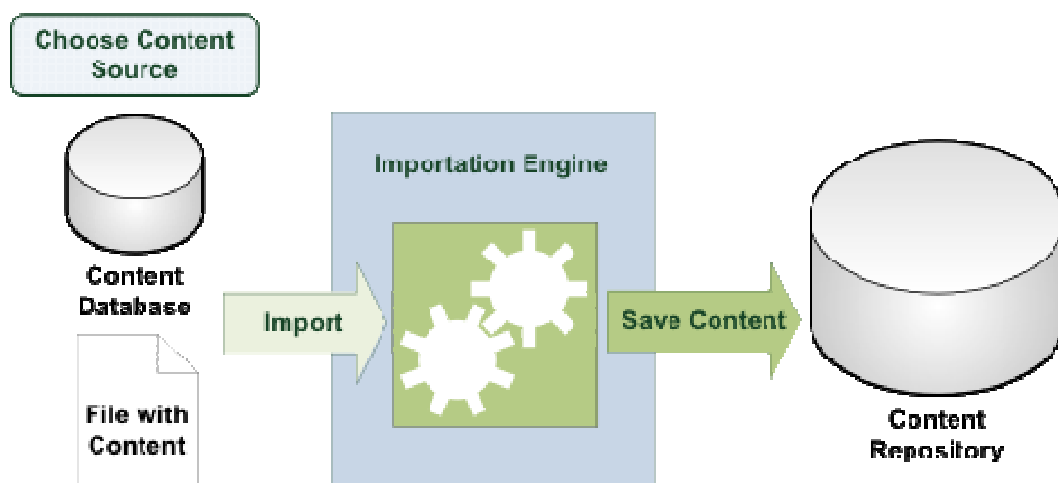 Choose Content
Source
Content
Database
File with
Content
Import
Importation Engine
Save Content
Content
Repository